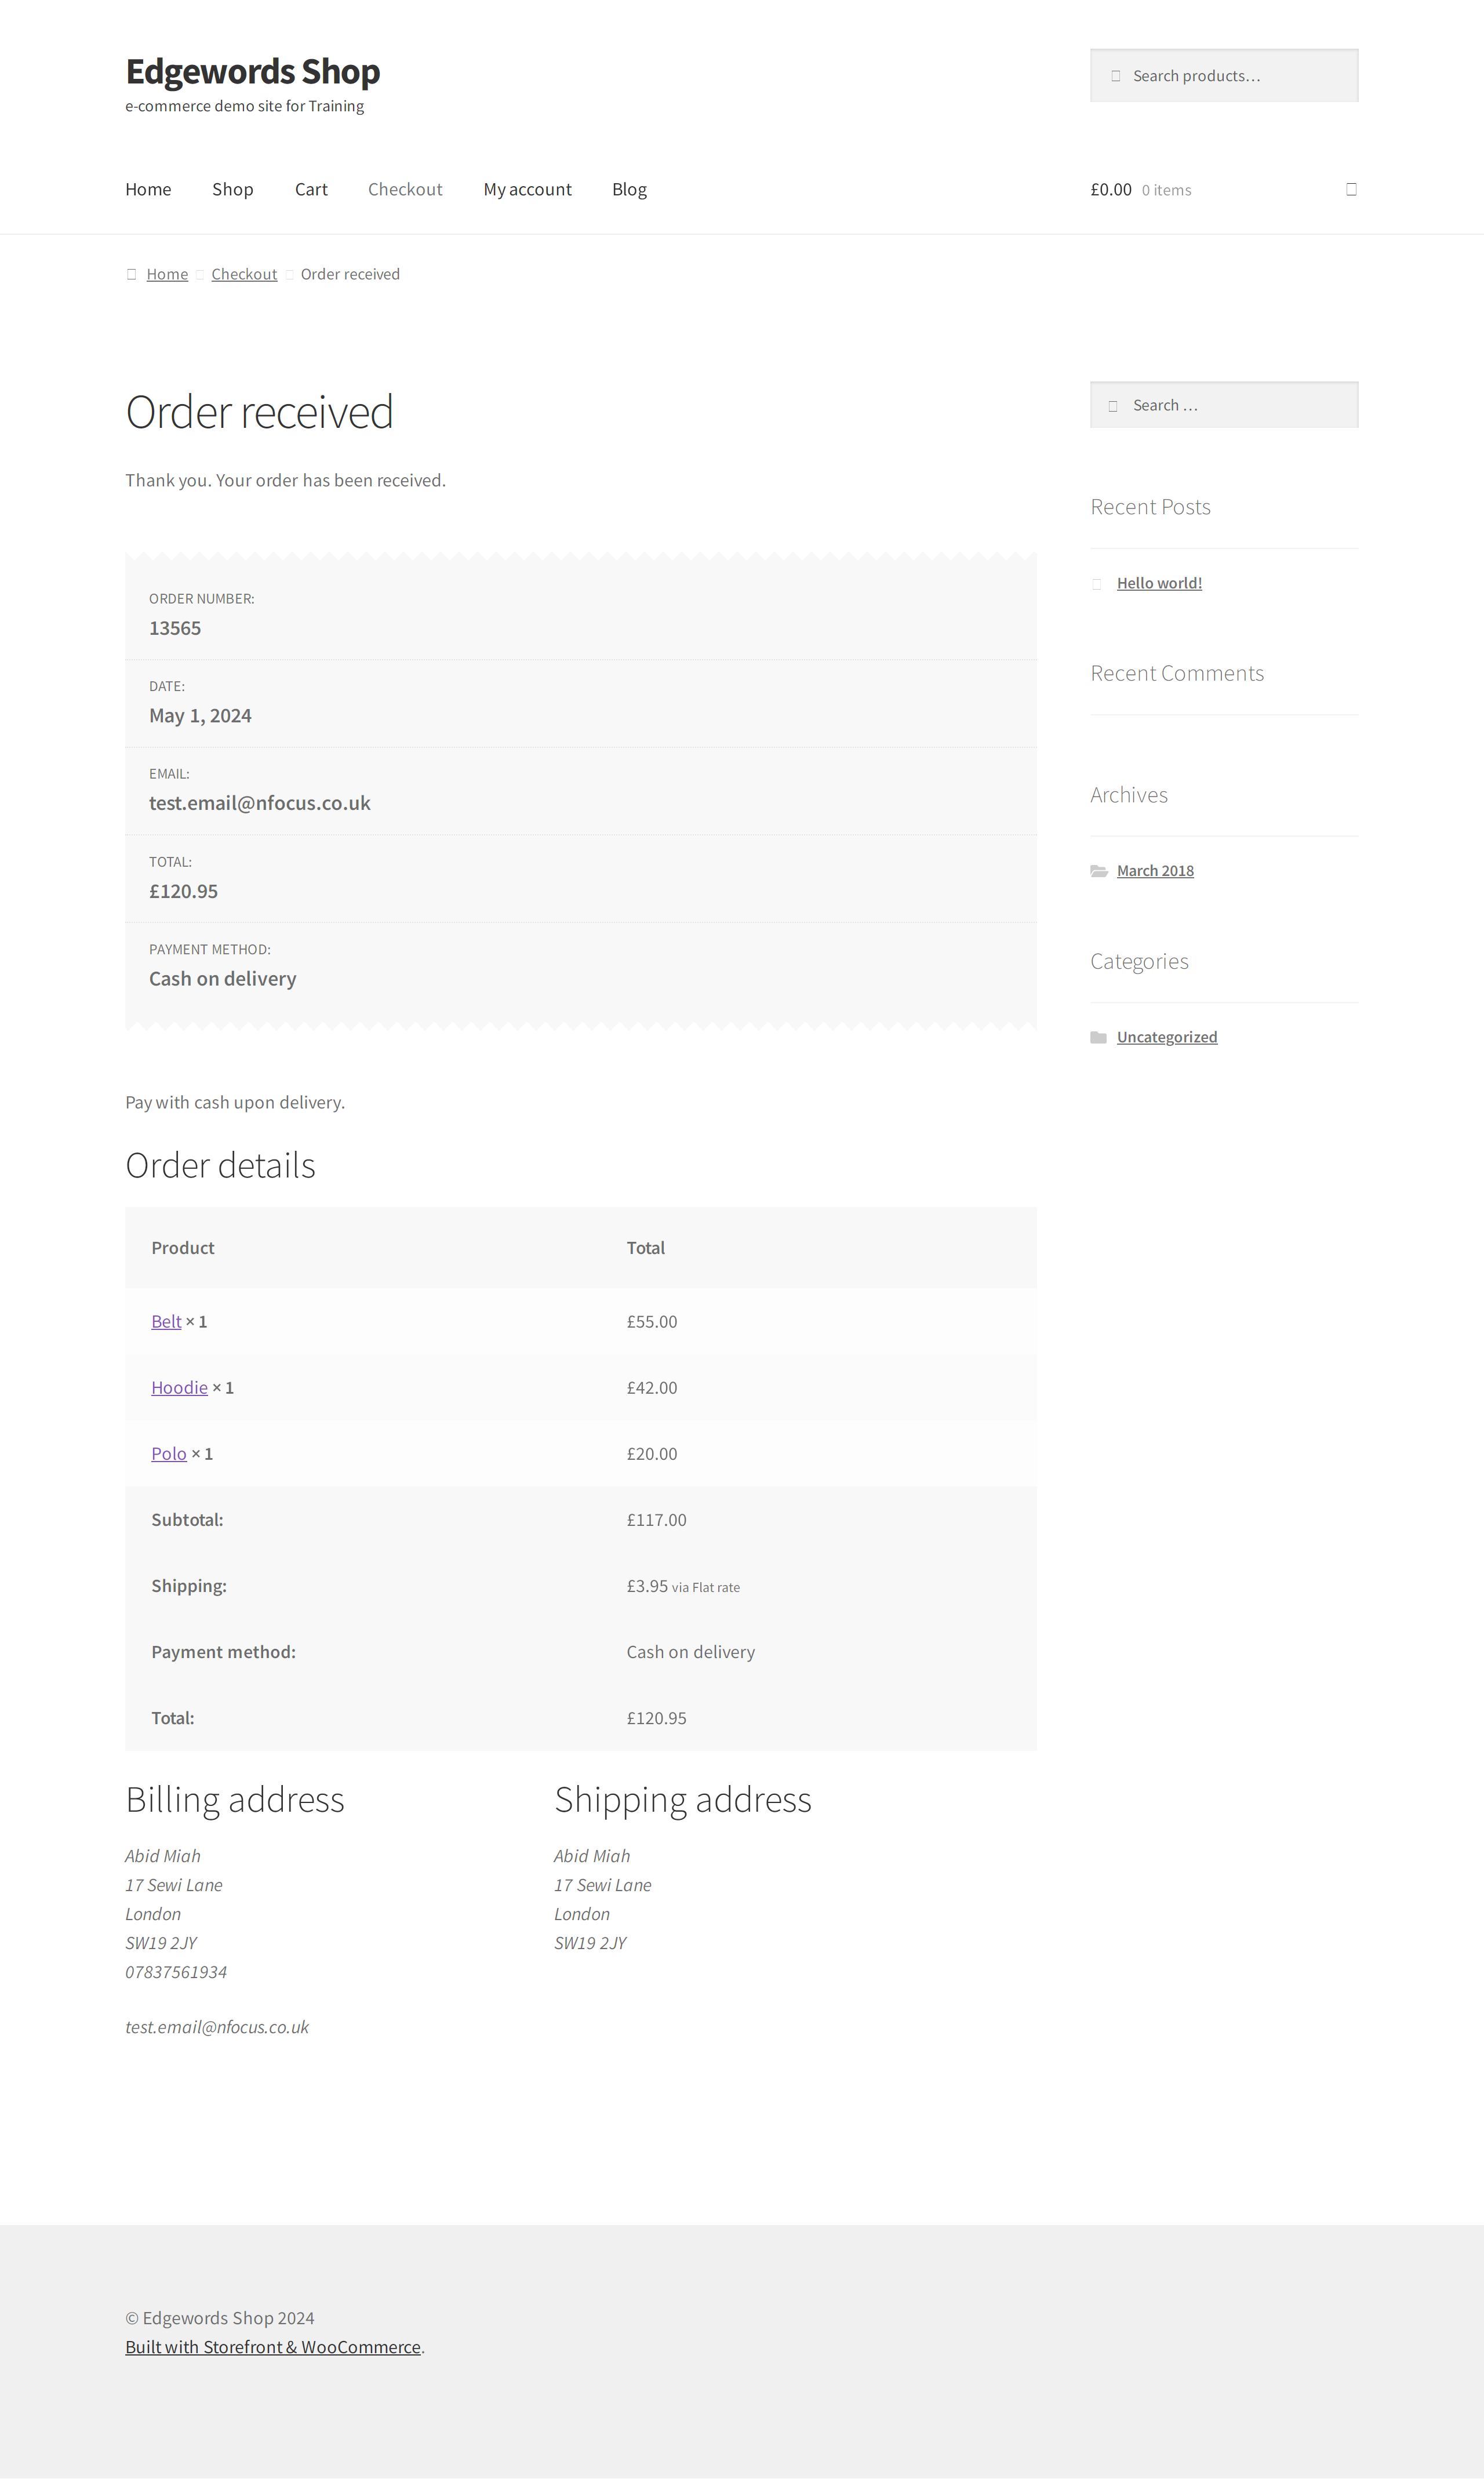 Edgewords Shop
e-commerce demo site for Training
Search products…
Home Shop Cart Checkout My account Blog
£0.00 0 items
Home Checkout Order received
Order received
Thank you. Your order has been received.
ORDER NUMBER:
13565
DATE:
May 1, 2024
EMAIL:
test.email@nfocus.co.uk
TOTAL:
£120.95
PAYMENT METHOD:
Cash on delivery
Pay with cash upon delivery.
Order details
Product Total
Belt × 1 £55.00
Hoodie × 1 £42.00
Polo × 1 £20.00
Subtotal: £117.00
Shipping: £3.95 via Flat rate
Payment method: Cash on delivery
Total: £120.95
Billing address
Abid Miah
17 Sewi Lane
London
SW19 2JY
07837561934
test.email@nfocus.co.uk
Shipping address
Abid Miah
17 Sewi Lane
London
SW19 2JY
Search …
Recent Posts
Hello world!
Recent Comments
Archives
March 2018
Categories
Uncategorized
© Edgewords Shop 2024
Built with Storefront & WooCommerce.